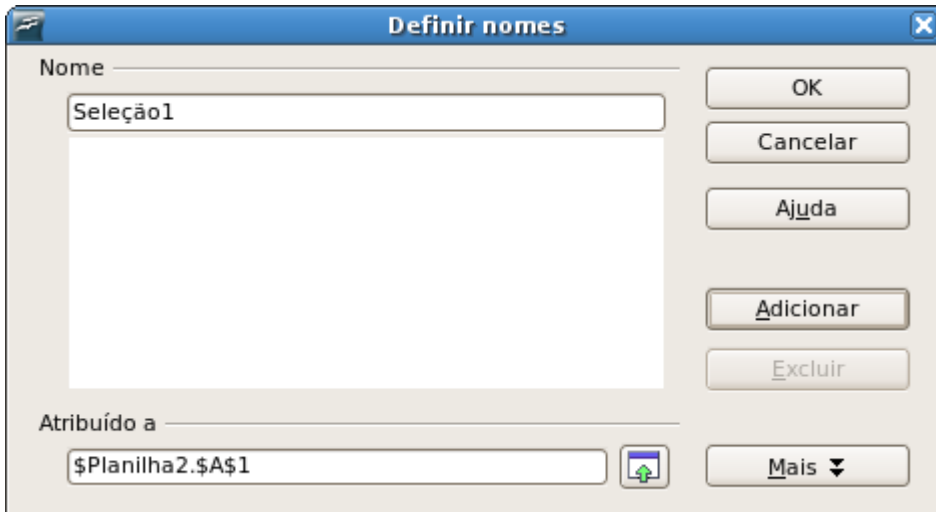 Definir nomes
Nome
Seleção1
OK
Cancelar
Ajuda
Adicionar
Excluir
Atribuído a
$Planilha2.$A$1
Mais